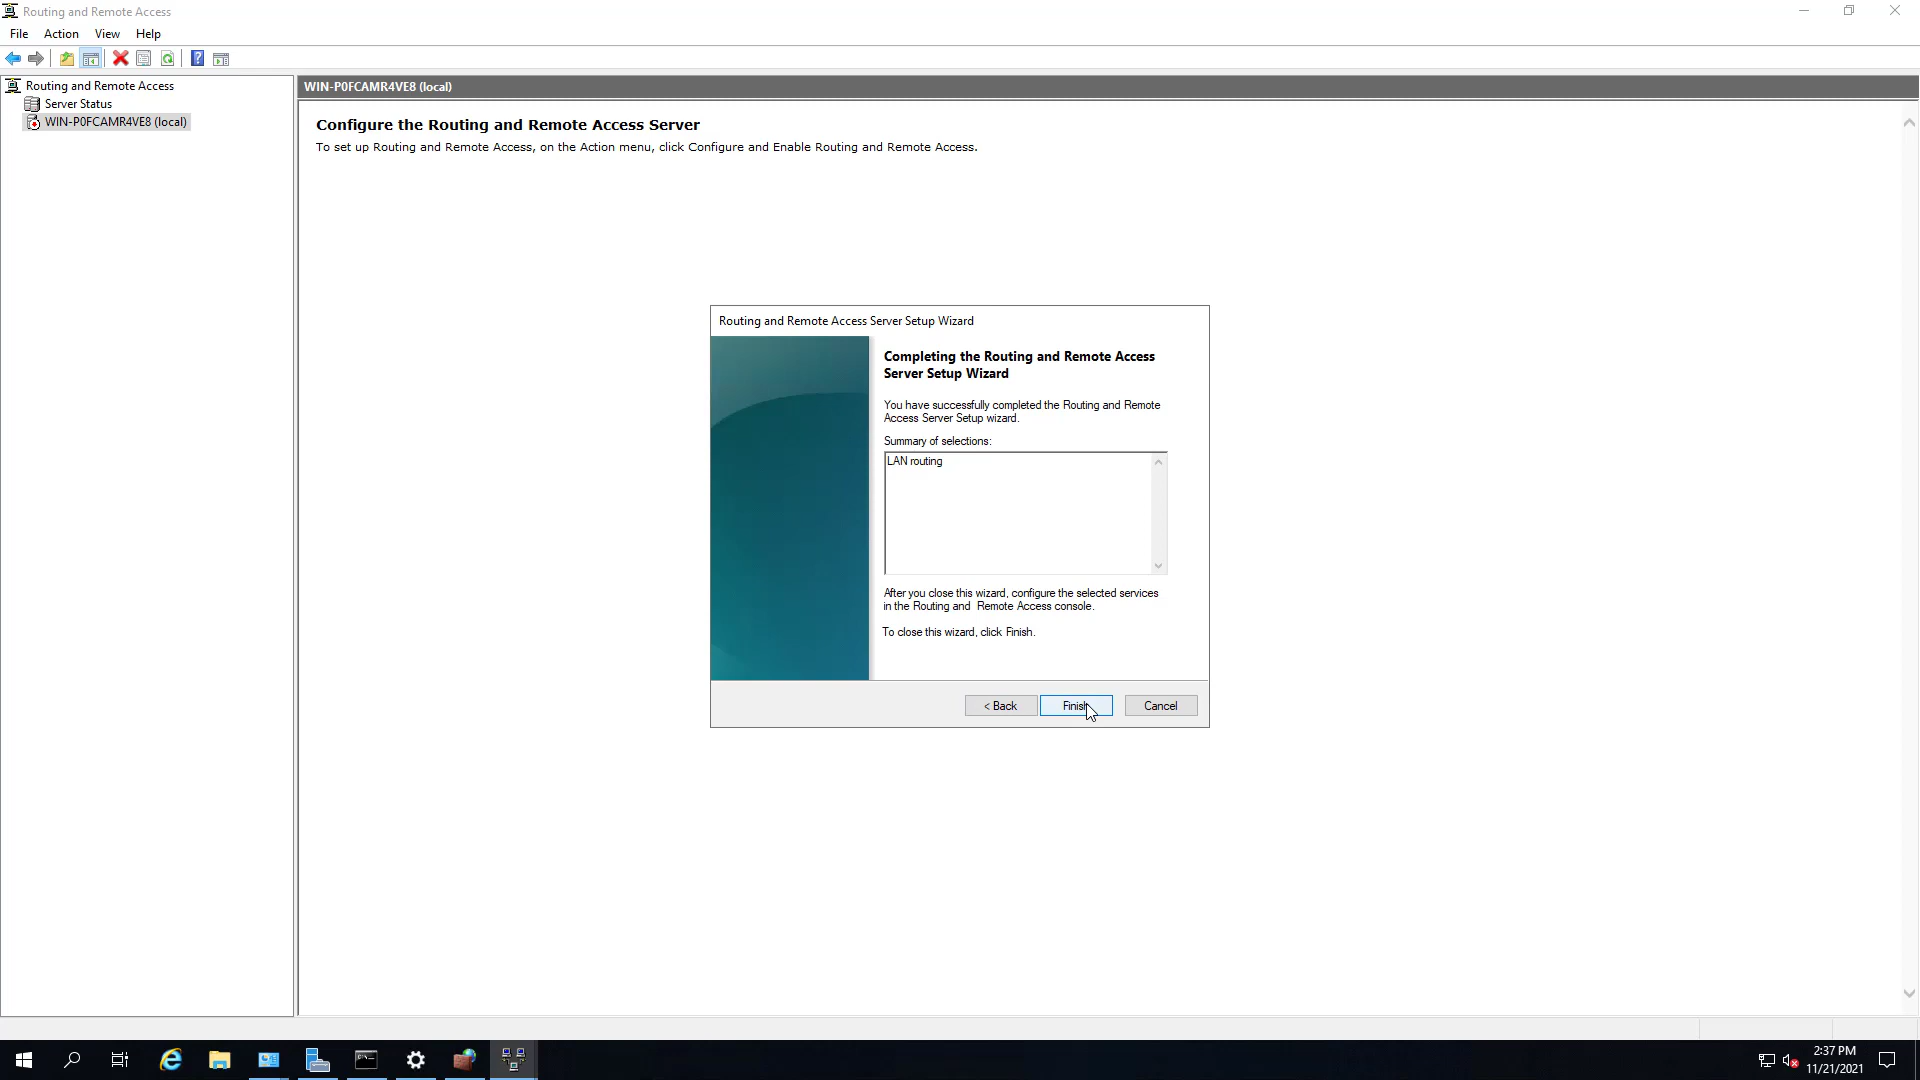 Routing and Remote Access
File Action View Help
Routing and Remote Access
Server Status
WIN-P0FCAMR4VE8 (local)
WIN-P0FCAMR4VE8 (local)
Configure the Routing and Remote Access Server
To set up Routing and Remote Access, on the Action menu, click Configure and Enable Routing and Remote Access.
Routing and Remote Access Server Setup Wizard
Completing the Routing and Remote Access
Server Setup Wizard
You have successfully completed the Routing and Remote
Access Server Setup wizard.
Summary of selections:
LAN routing
After you close this wizard, configure the selected services
in the Routing and Remote Access console.
To close this wizard, click Finish.
< Back Finish Cancel
2:37 PM
11/21/2021